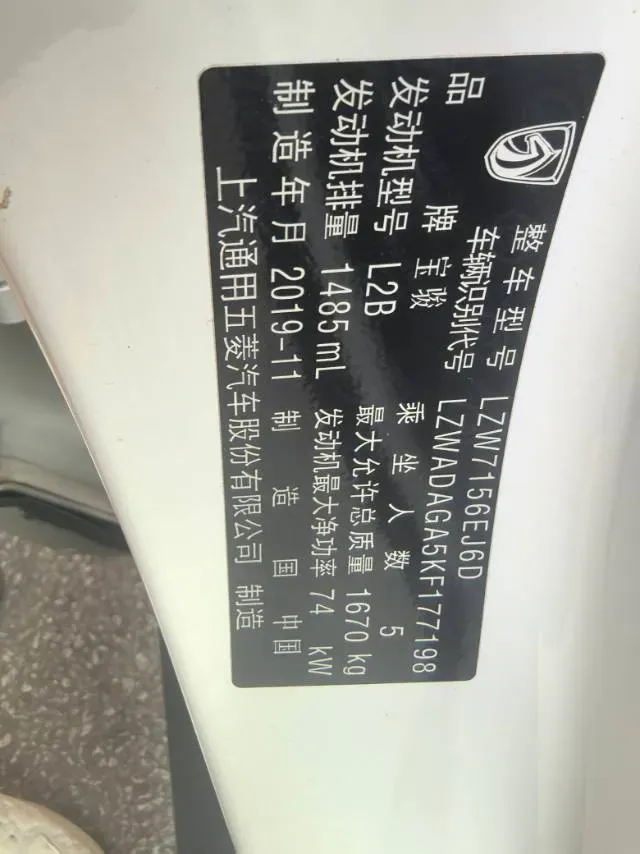 整车型号 LZW7156EJ6D
车辆识别代号 LZWADAGA5KF177198
品牌 宝骏 乘坐人数 5
发动机型号 L2B 最大允许总质量 1670 kg
发动机排量 1485 mL 发动机最大净功率 74 kW
制造年月 2019-11 制造国 中国
上汽通用五菱汽车股份有限公司 制造